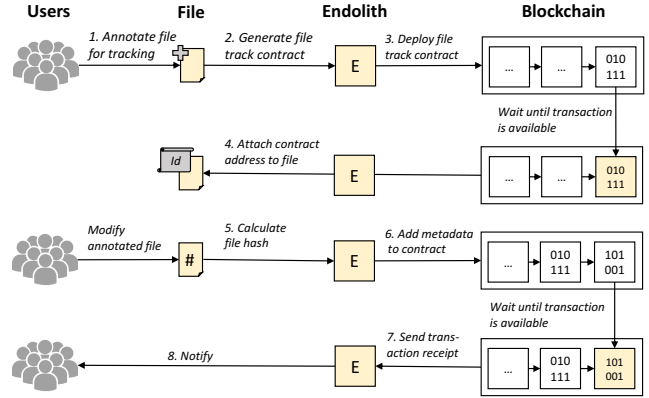 Users File Endolith Blockchain
1. Annotate file
for tracking
2. Generate file
track contract
E
3. Deploy file
track contract
... ... 010
111
Wait until transaction
is available
Id
4. Attach contract
address to file
E
... ... 010
111
Modify
annotated file
#
5. Calculate
file hash
E
6. Add metadata
to contract
... 010 101
111 001
Wait until transaction
is available
8. Notify
E
7. Send trans-
action receipt
... 010 101
111 001